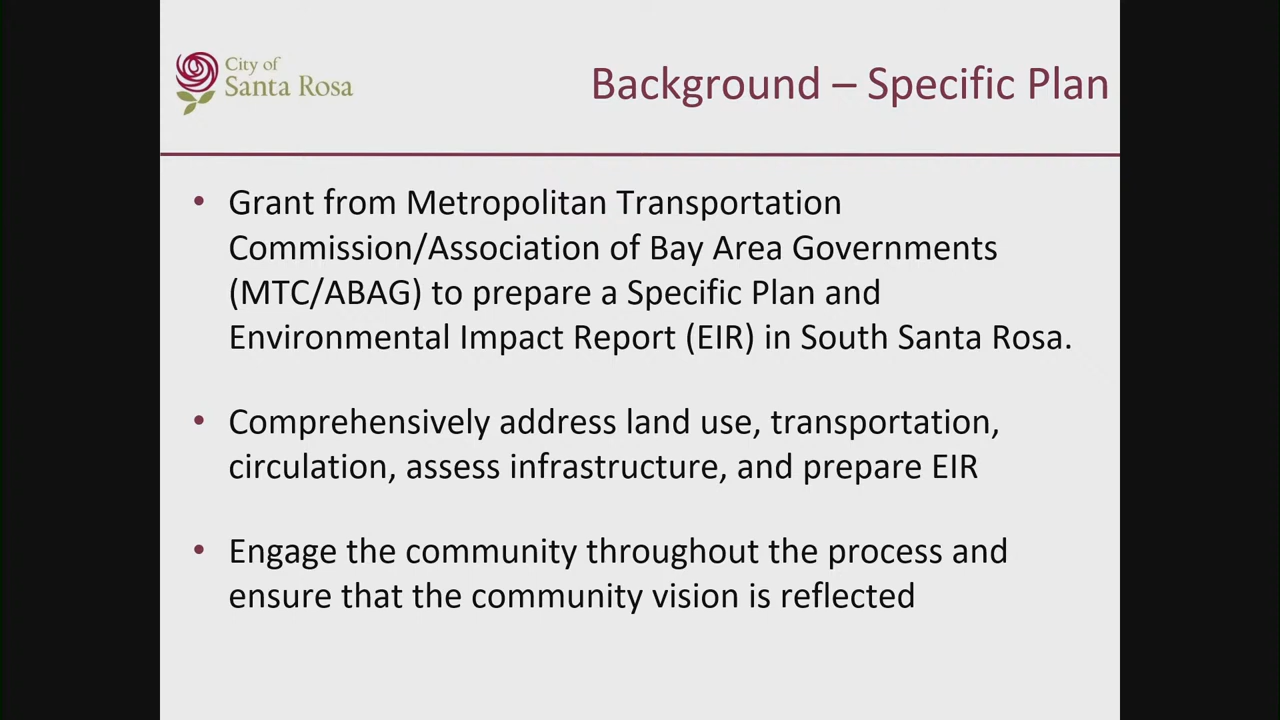 City of
Santa Rosa
Background – Specific Plan
• Grant from Metropolitan Transportation
Commission/Association of Bay Area Governments
(MTC/ABAG) to prepare a Specific Plan and
Environmental Impact Report (EIR) in South Santa Rosa.
• Comprehensively address land use, transportation,
circulation, assess infrastructure, and prepare EIR
• Engage the community throughout the process and
ensure that the community vision is reflected